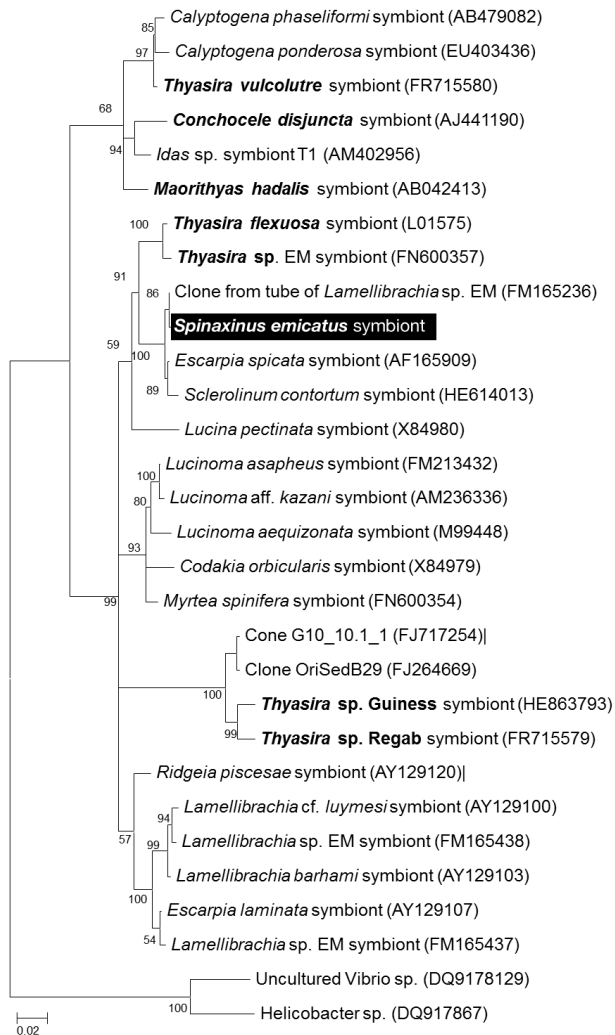 Calyptogena phaseliformi symbiont (AB479082)
85
Calyptogena ponderosa symbiont (EU403436)
97
Thyasira vulcolutre symbiont (FR715580)
68
Conchocele disjuncta symbiont (AJ441190)
94
Idas sp. symbiont T1 (AM402956)
Maorithyas hadalis symbiont (AB042413)
100
Thyasira flexuosa symbiont (L01575)
Thyasira sp. EM (FN600357)
91
86
Clone from tube of Lamellibrachia sp. EM (FM165236)
Spinaxinus emicatus symbiont
59
100
Escarpia spicata symbiont (AF165909)
89
Sclerolinum contortum symbiont (HE614013)
Lucina pectinata symbiont (X84980)
Lucinoma asapheus symbiont (FM213432)
100
Lucinoma aff. kazani symbiont (AM236336)
80
Lucinoma aequizonata symbiont (M99448)
93
Codakia orbicularis symbiont (X84979)
99
Myrtea spinifera symbiont (FN600354)
Cone G10_10.1_1 (FJ717254)|
Clone OriSedB29 (FJ264669)
100
Thyasira sp. Guiness symbiont (HE863793)
99
Thyasira sp. Regab symbiont (FR715579)
Ridgeia piscesae symbiont (AY129120)|
Lamellibrachia cf. luymesi symbiont (AY129100)
94
57
Lamellibrachia sp. EM symbiont (FM165438)
99
Lamellibrachia barhami symbiont (AY129103)
100
Escarpia laminata symbiont (AY129107)
54
Lamellibrachia sp. EM symbiont (FM165437)
Uncultured Vibrio sp. (DQ9178129)
100
Helicobacter sp. (DQ917867)
0.02